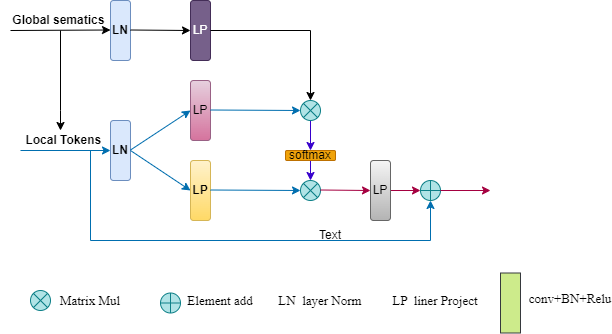 Global sematics
LN
LP
LP
Local Tokens
LN
softmax
LP
LP
Text
Matrix Mul
Element add
LN layer Norm
LP liner Project
conv+BN+Relu